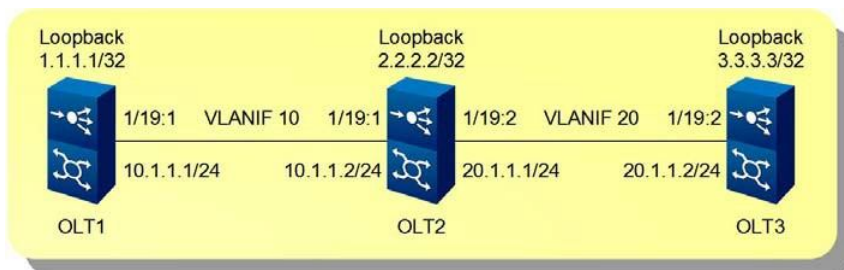 Loopback
1.1.1.1/32
Loopback
2.2.2.2/32
Loopback
3.3.3.3/32
1/19:1 VLANIF 10 1/19:1
1/19:2 VLANIF 20 1/19:2
10.1.1.1/24 10.1.1.2/24
20.1.1.1/24 20.1.1.2/24
OLT1
OLT2
OLT3